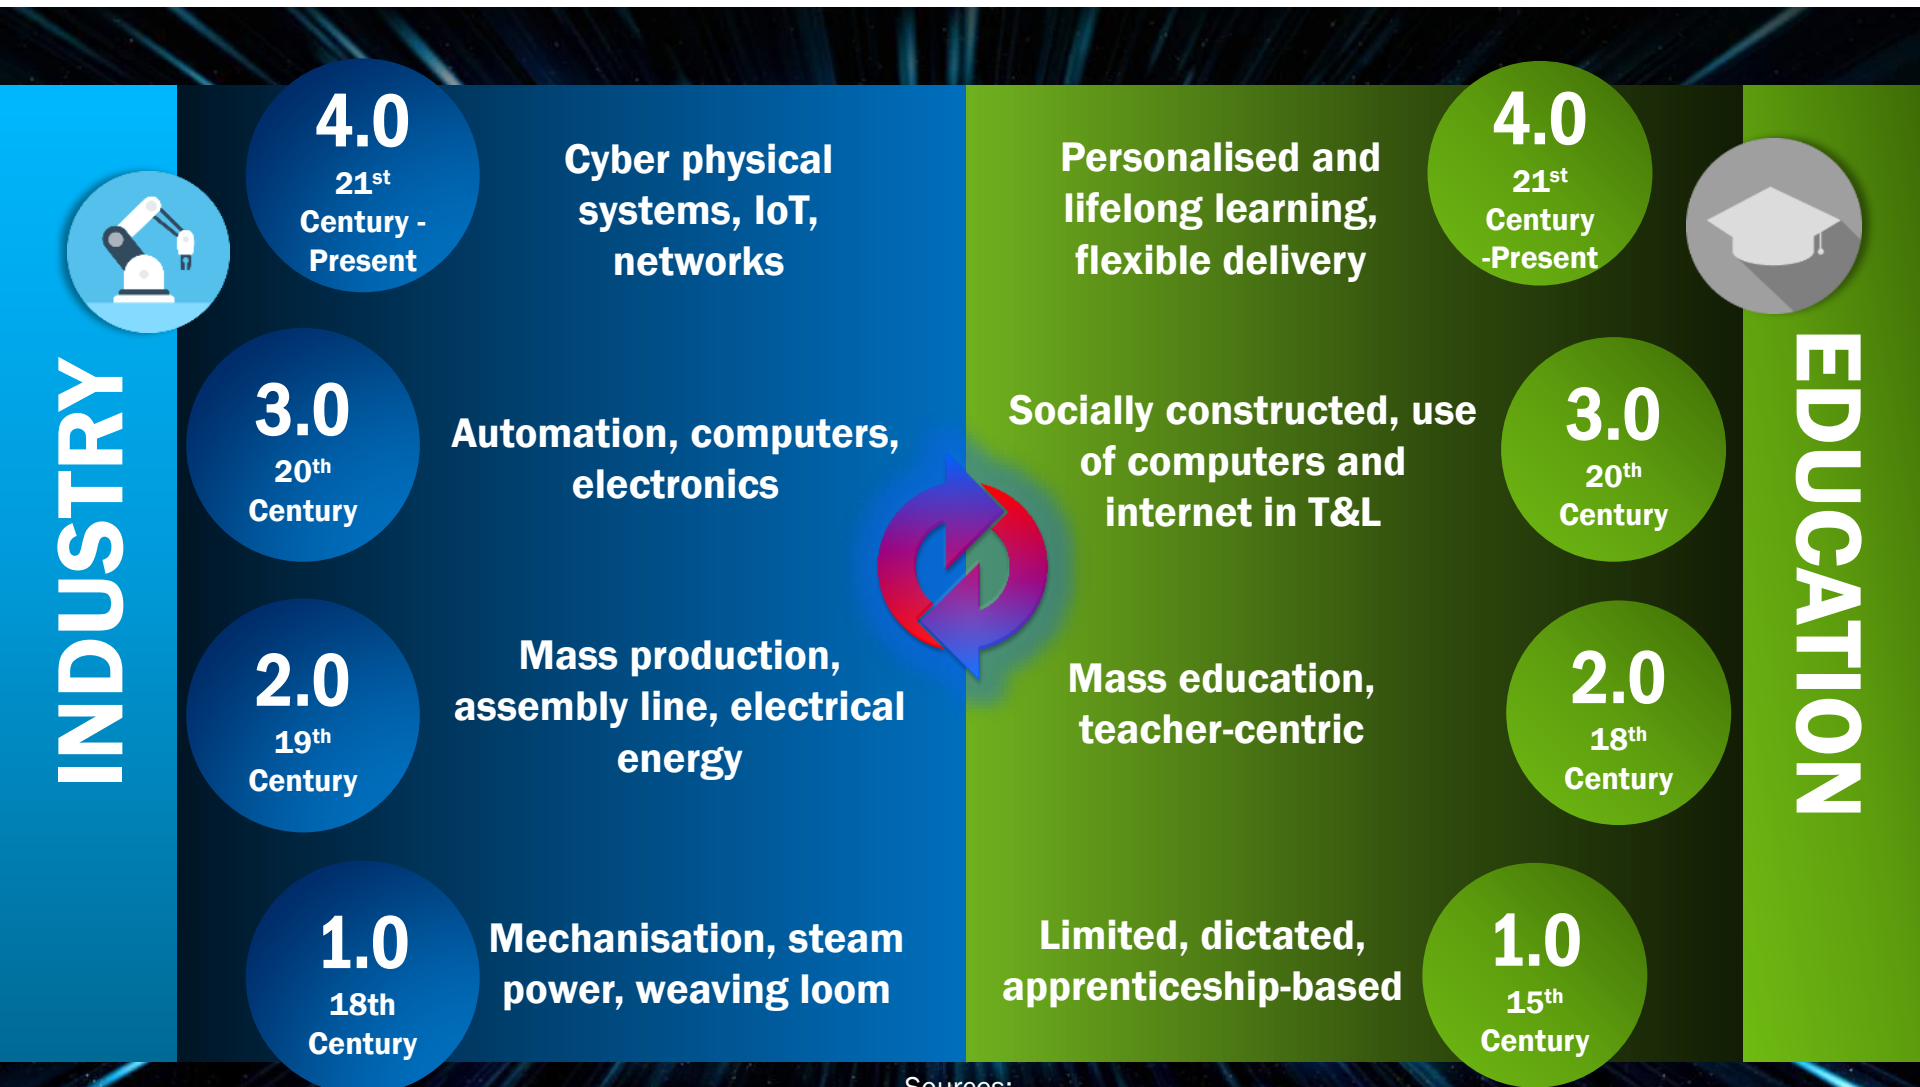 INDUSTRY
4.0
21st
Century -
Present
Cyber physical
systems, IoT,
networks
3.0
20th
Century
Automation, computers,
electronics
2.0
19th
Century
Mass production,
assembly line, electrical
energy
1.0
18th
Century
Mechanisation, steam
power, weaving loom
Personalised and
lifelong learning,
flexible delivery
4.0
21st
Century
-Present
Socially constructed, use
of computers and
internet in T&L
3.0
20th
Century
Mass education,
teacher-centric
2.0
18th
Century
Limited, dictated,
apprenticeship-based
1.0
15th
Century
EDUCATION
Sources: